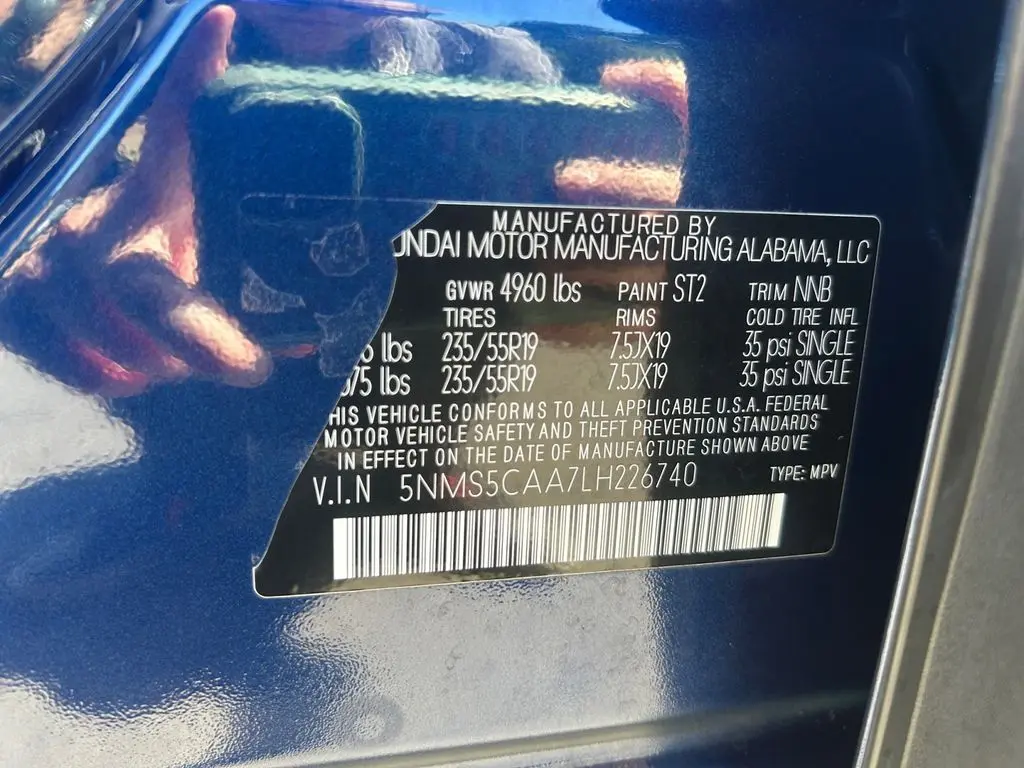 MANUFACTURED BY
UNDAI MOTOR MANUFACTURING ALABAMA, LLC
GVWR 4960 lbs PAINT ST2 TRIM NNB
TIRES RIMS COLD TIRE INFL
lbs 235/55R19 7.5JX19 35 psi SINGLE
75 lbs 235/55R19 7.5JX19 35 psi SINGLE
HIS VEHICLE CONFORMS TO ALL APPLICABLE U.S.A. FEDERAL
MOTOR VEHICLE SAFETY AND THEFT PREVENTION STANDARDS
IN EFFECT ON THE DATE OF MANUFACTURE SHOWN ABOVE
V.I.N 5NMS5CAA7LH226740 TYPE: MPV